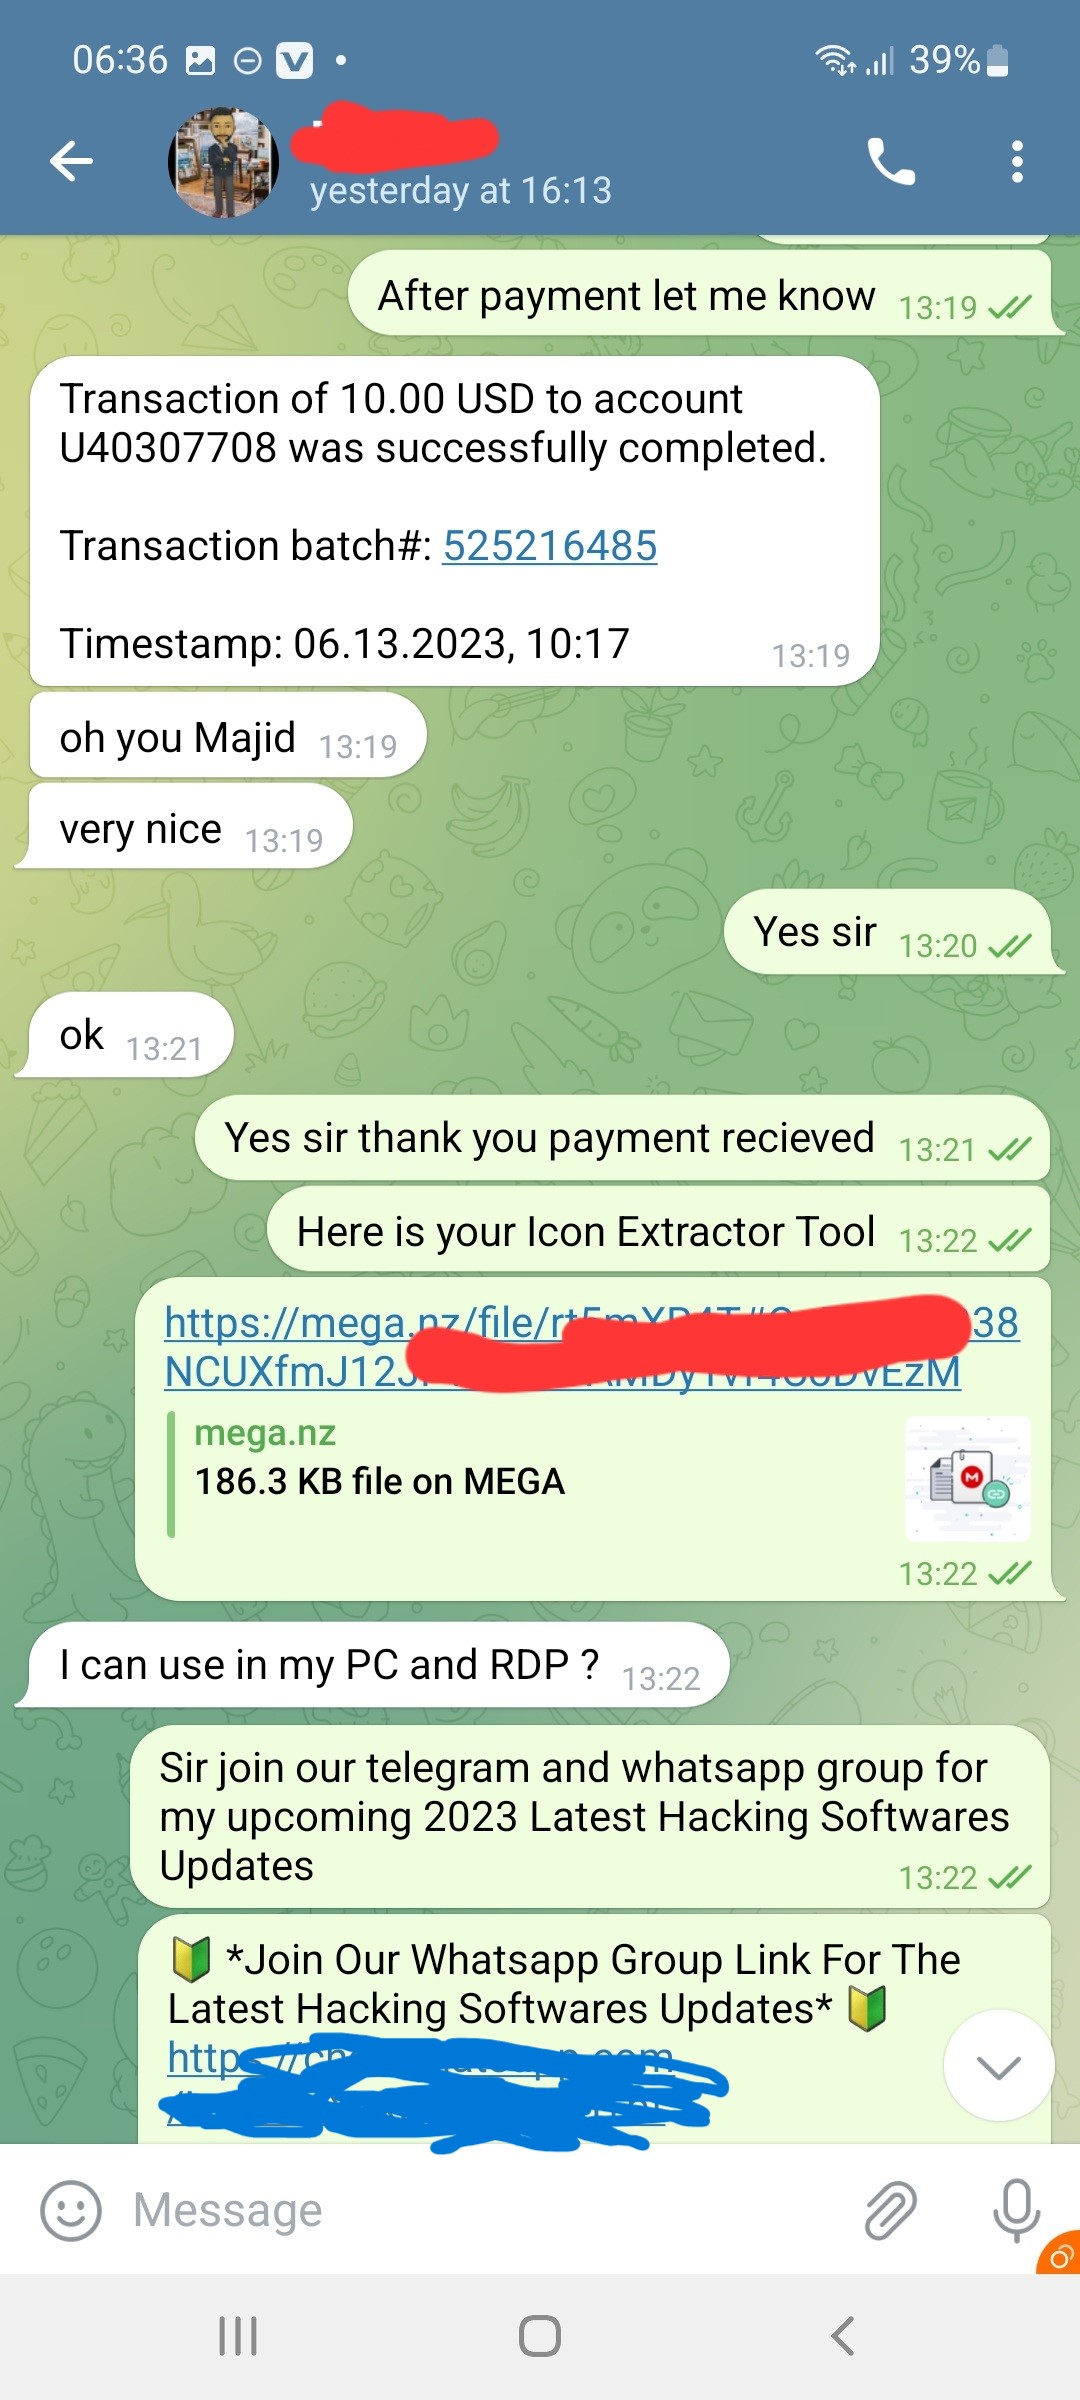 06:36
39%
yesterday at 16:13
After payment let me know 13:19
Transaction of 10.00 USD to account
U40307708 was successfully completed.
Transaction batch#: 525216485
Timestamp: 06.13.2023, 10:17 13:19
oh you Majid 13:19
very nice 13:19
Yes sir 13:20
ok 13:21
Yes sir thank you payment recieved 13:21
Here is your Icon Extractor Tool 13:22
https://mega.nz/file/ 38
NCUXfmJ12J
mega.nz
186.3 KB file on MEGA
13:22
I can use in my PC and RDP ? 13:22
Sir join our telegram and whatsapp group for
my upcoming 2023 Latest Hacking Softwares
Updates 13:22
🔰 *Join Our Whatsapp Group Link For The
Latest Hacking Softwares Updates* 🔰
Message